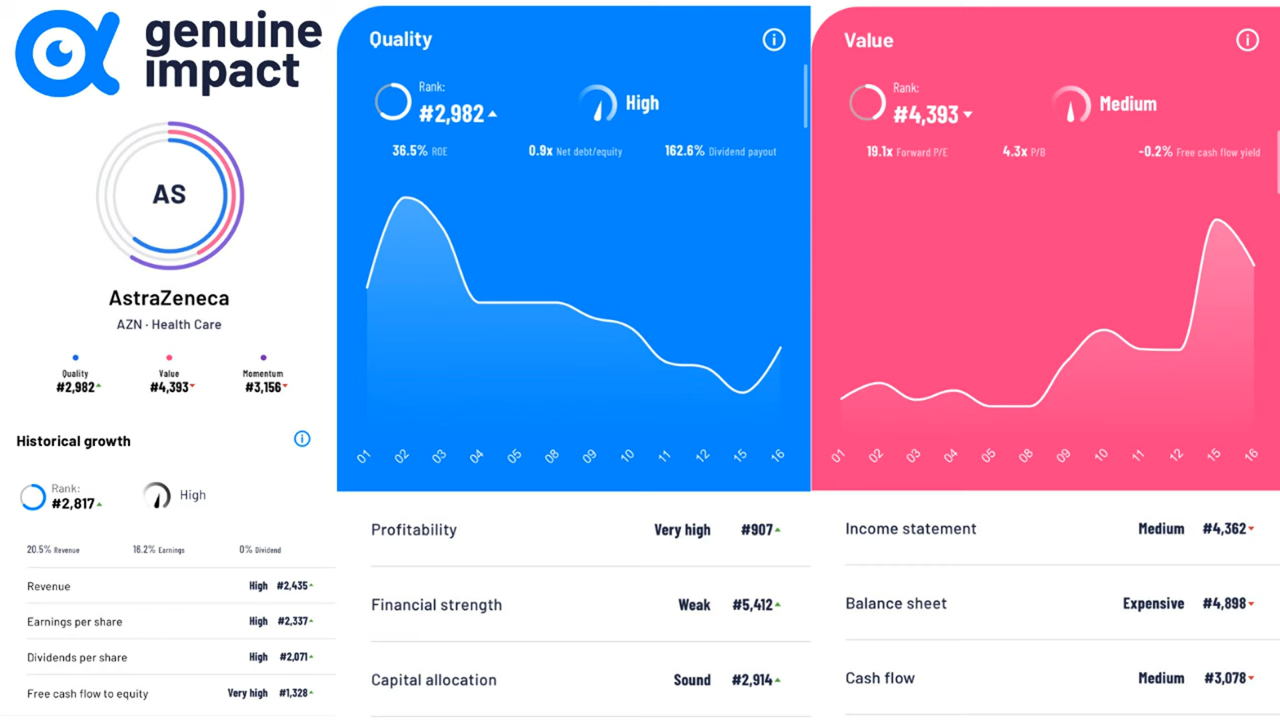 genuine
impact
AS
AstraZeneca
AZN · Health Care
Quality Value Momentum
#2,982 #4,393 #3,156
Historical growth
Rank:
#2,817 High
20.5% Revenue 16.2% Earnings 0% Dividend
Revenue High #2,435
Earnings per share High #2,337
Dividends per share High #2,071
Free cash flow to equity Very high #1,328
Quality
Rank:
#2,982 High
36.5% ROE 0.9x Net debt/equity 162.6% Dividend payout
01 02 03 04 05 08 09 10 11 12 15 16
Profitability Very high #907
Financial strength Weak #5,412
Capital allocation Sound #2,914
Value
Rank:
#4,393 Medium
19.1x Forward P/E 4.3x P/B -0.2% Free cash flow yield
01 02 03 04 05 08 09 10 11 12 15 16
Income statement Medium #4,362
Balance sheet Expensive #4,898
Cash flow Medium #3,078